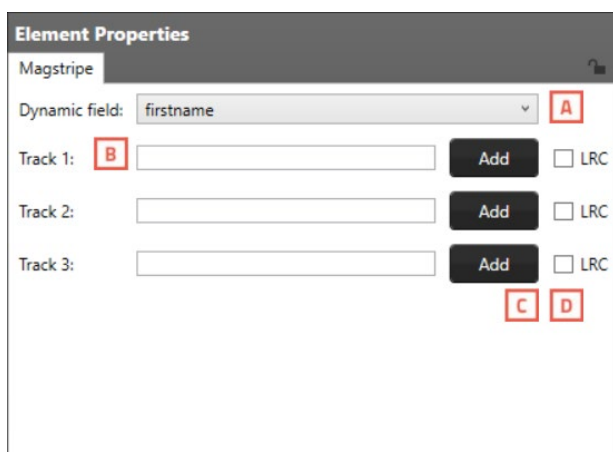 Element Properties
Magstripe
Dynamic field: firstname A
Track 1: B Add LRC
Track 2: Add LRC
Track 3: Add LRC
C D